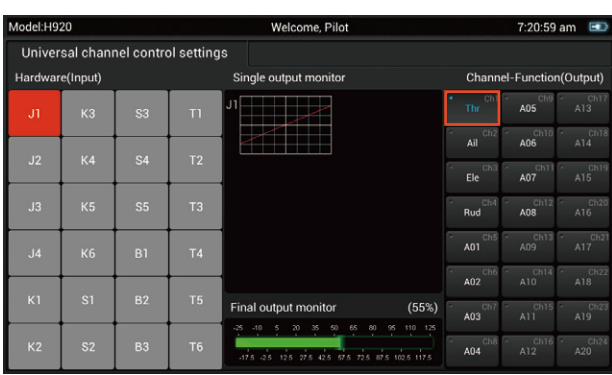 Model:H920 Welcome, Pilot 7:20:59 am
Universal channel control settings
Hardware(Input) Single output monitor Channel-Function(Output)
J1 K3 S3 T1
J2 K4 S4 T2
J3 K5 S5 T3
J4 K6 B1 T4
K1 S1 B2 T5
K2 S2 B3 T6
J1
Final output monitor (55%)
-25 -10 5 20 35 50 65 80 95 110 125
-17.5 -2.5 12.5 27.5 42.5 57.5 72.5 87.5 102.5 117.5
Ch1 Ch9 Ch17
Thr A05 A13
Ch2 Ch10 Ch18
Ail A06 A14
Ch3 Ch11 Ch19
Ele A07 A15
Ch4 Ch12 Ch20
Rud A08 A16
Ch5 Ch13 Ch21
A01 A09 A17
Ch6 Ch14 Ch22
A02 A10 A18
Ch7 Ch15 Ch23
A03 A11 A19
Ch8 Ch16 Ch24
A04 A12 A20